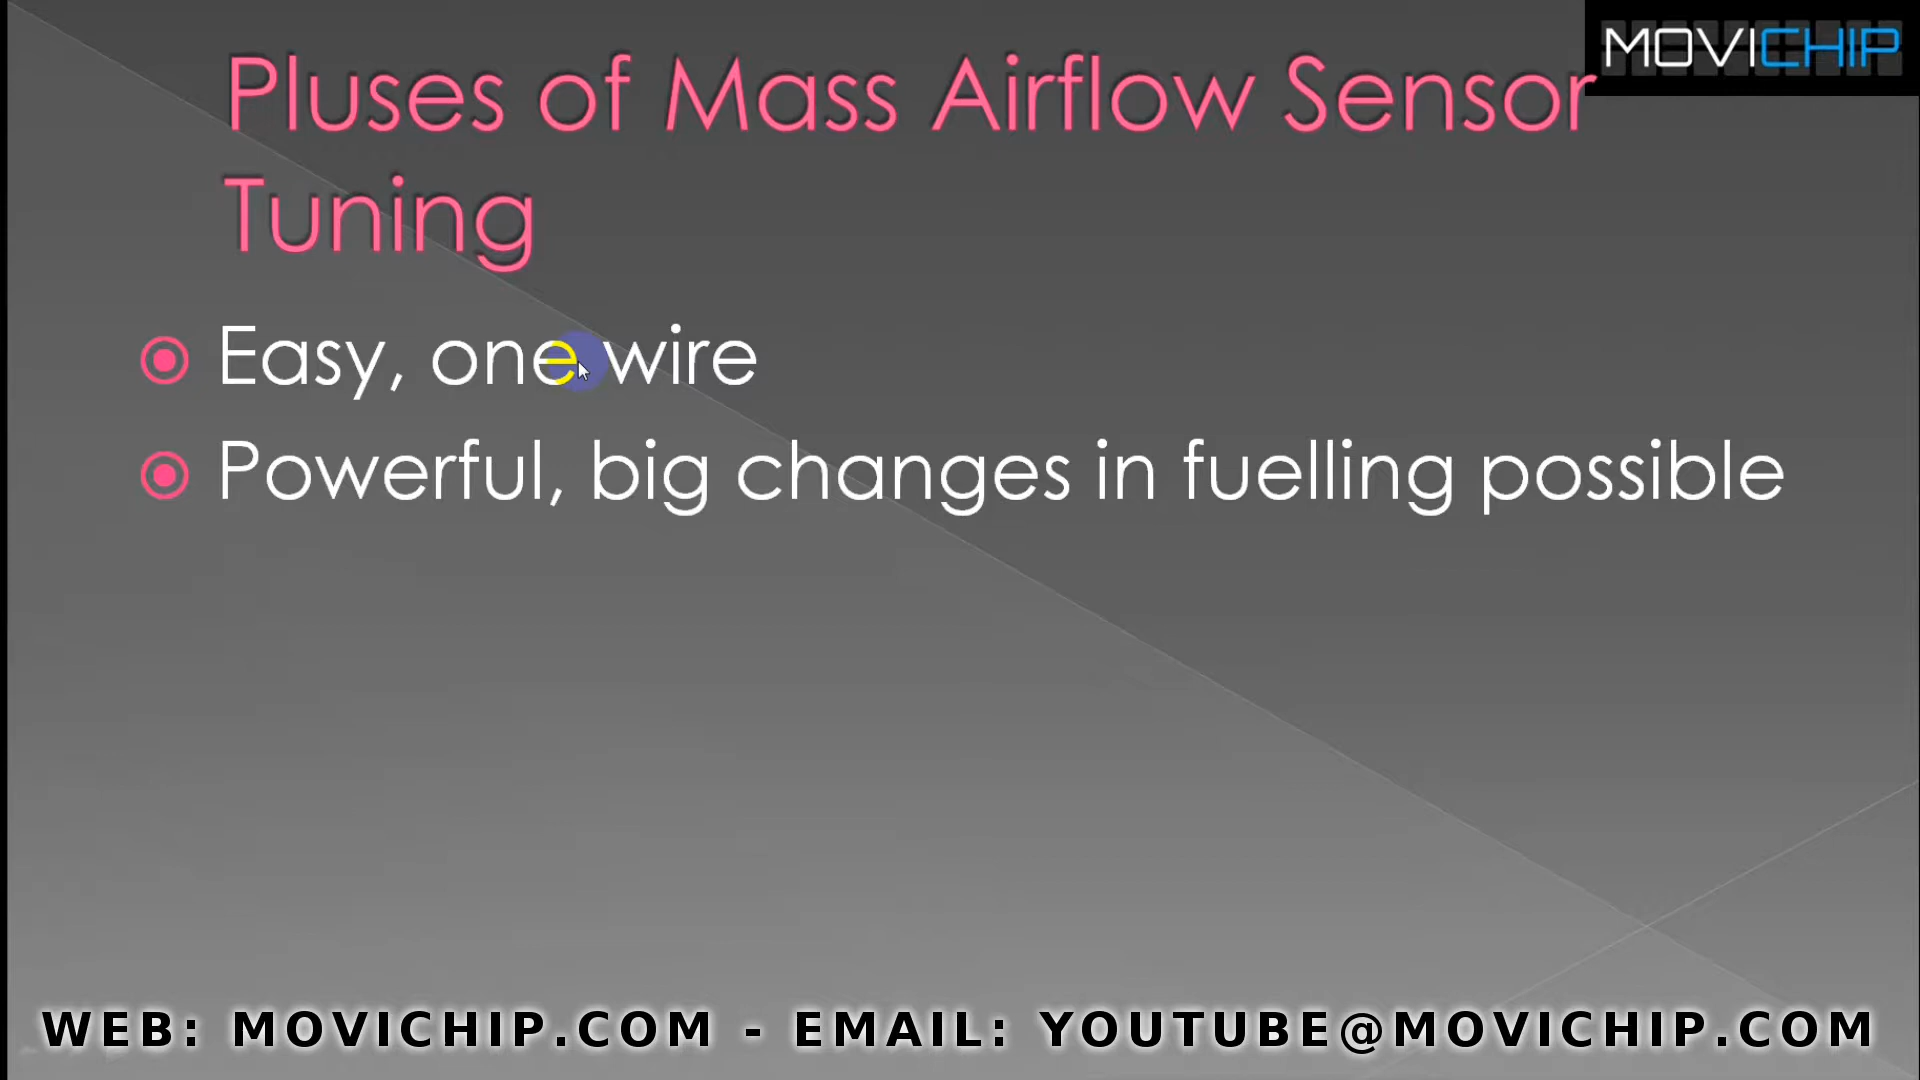 MOVICHIP
Pluses of Mass Airflow Sensor
Tuning
Easy, one wire
Powerful, big changes in fuelling possible
WEB: MOVICHIP.COM - EMAIL: YOUTUBE@MOVICHIP.COM